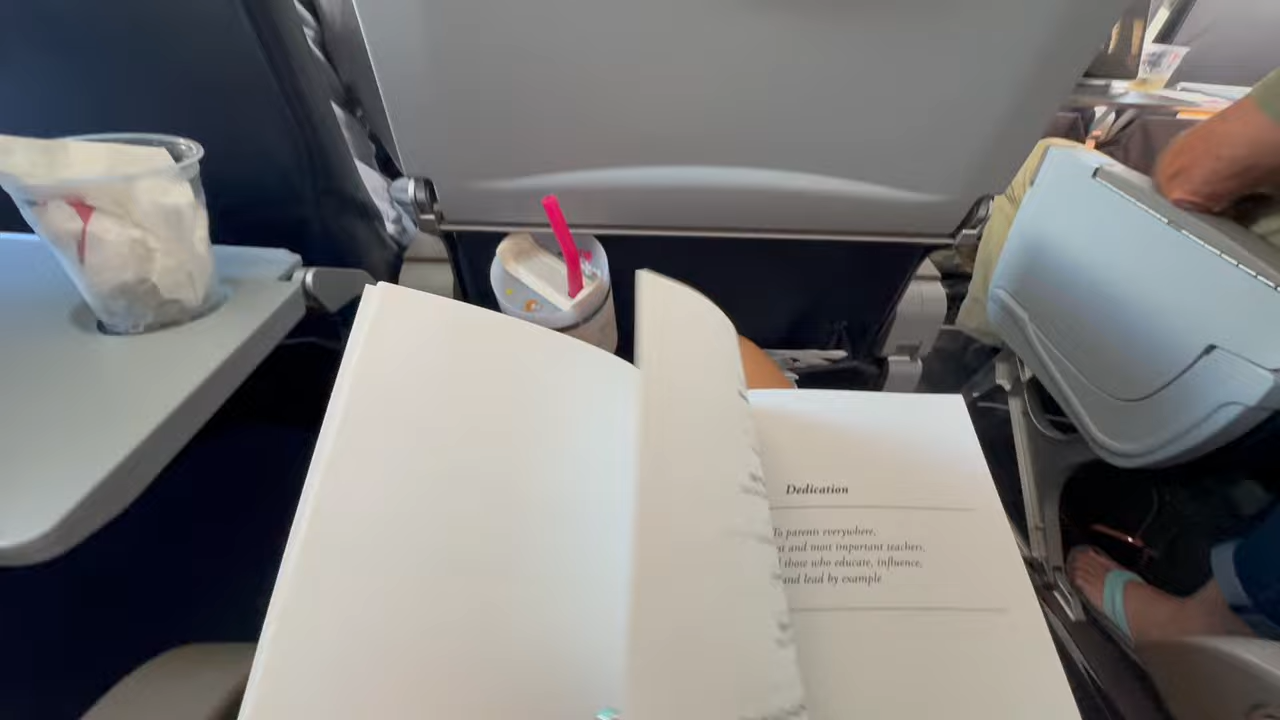 Dedication
To parents everywhere,
and most important teachers,
those who educate, influence,
and lead by example